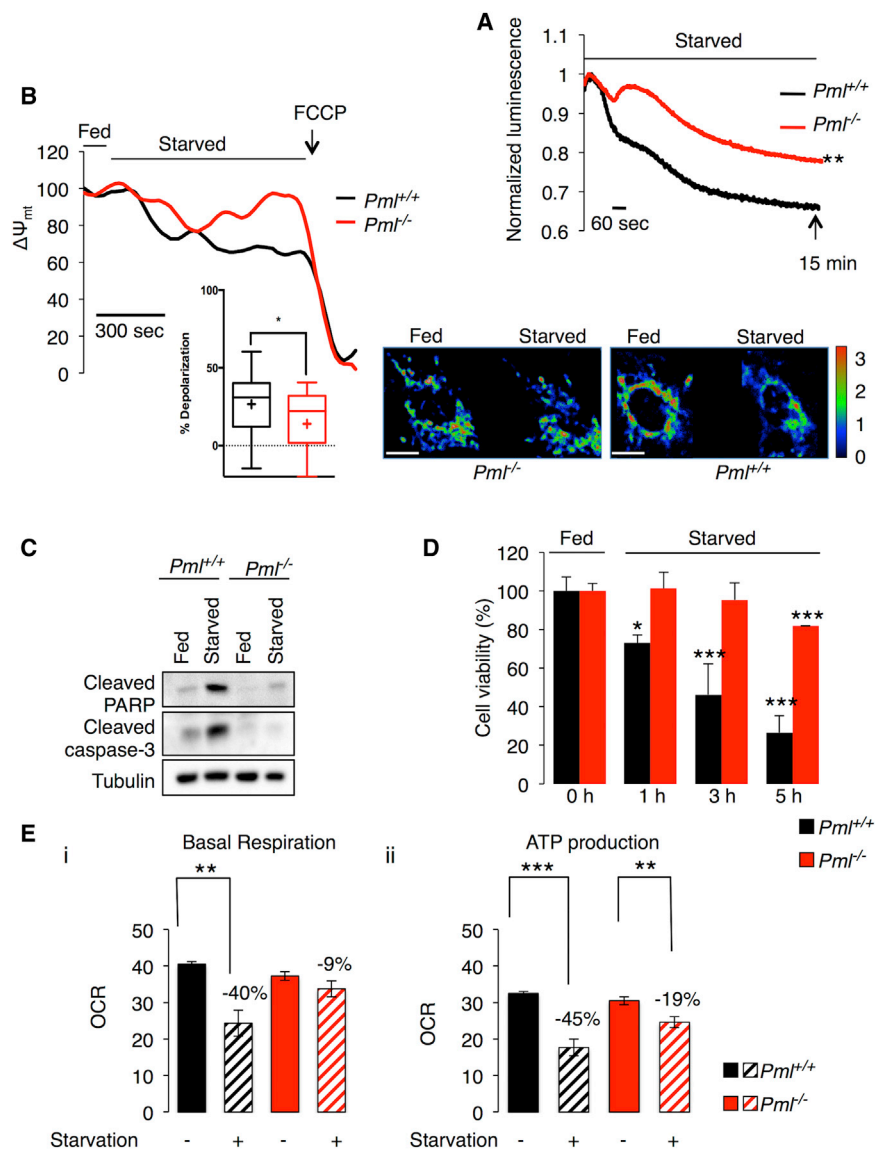 A
Normalized luminescence
1.1
1
0.9
0.8
0.7
0.6
Starved
Pml+/+
Pml-/-
**
60 sec
15 min
B
Fed
Starved
FCCP
ΔΨmt
120
100
80
60
40
20
0
Pml+/+
Pml-/-
300 sec
% Depolarization
100
50
0
*
Fed
Starved
Fed
Starved
3
2
1
0
Pml-/-
Pml+/+
C
Pml+/+
Pml-/-
Fed
Starved
Fed
Starved
Cleaved
PARP
Cleaved
caspase-3
Tubulin
D
Fed
Starved
Cell viability (%)
120
100
80
60
40
20
0
*
***
***
***
0 h
1 h
3 h
5 h
Pml+/+
Pml-/-
E
i
Basal Respiration
**
OCR
50
40
30
20
10
0
-40%
-9%
Starvation - + - +
ii
ATP production
***
**
OCR
50
40
30
20
10
0
-45%
-19%
Pml+/+
Pml-/-
Starvation - + - +